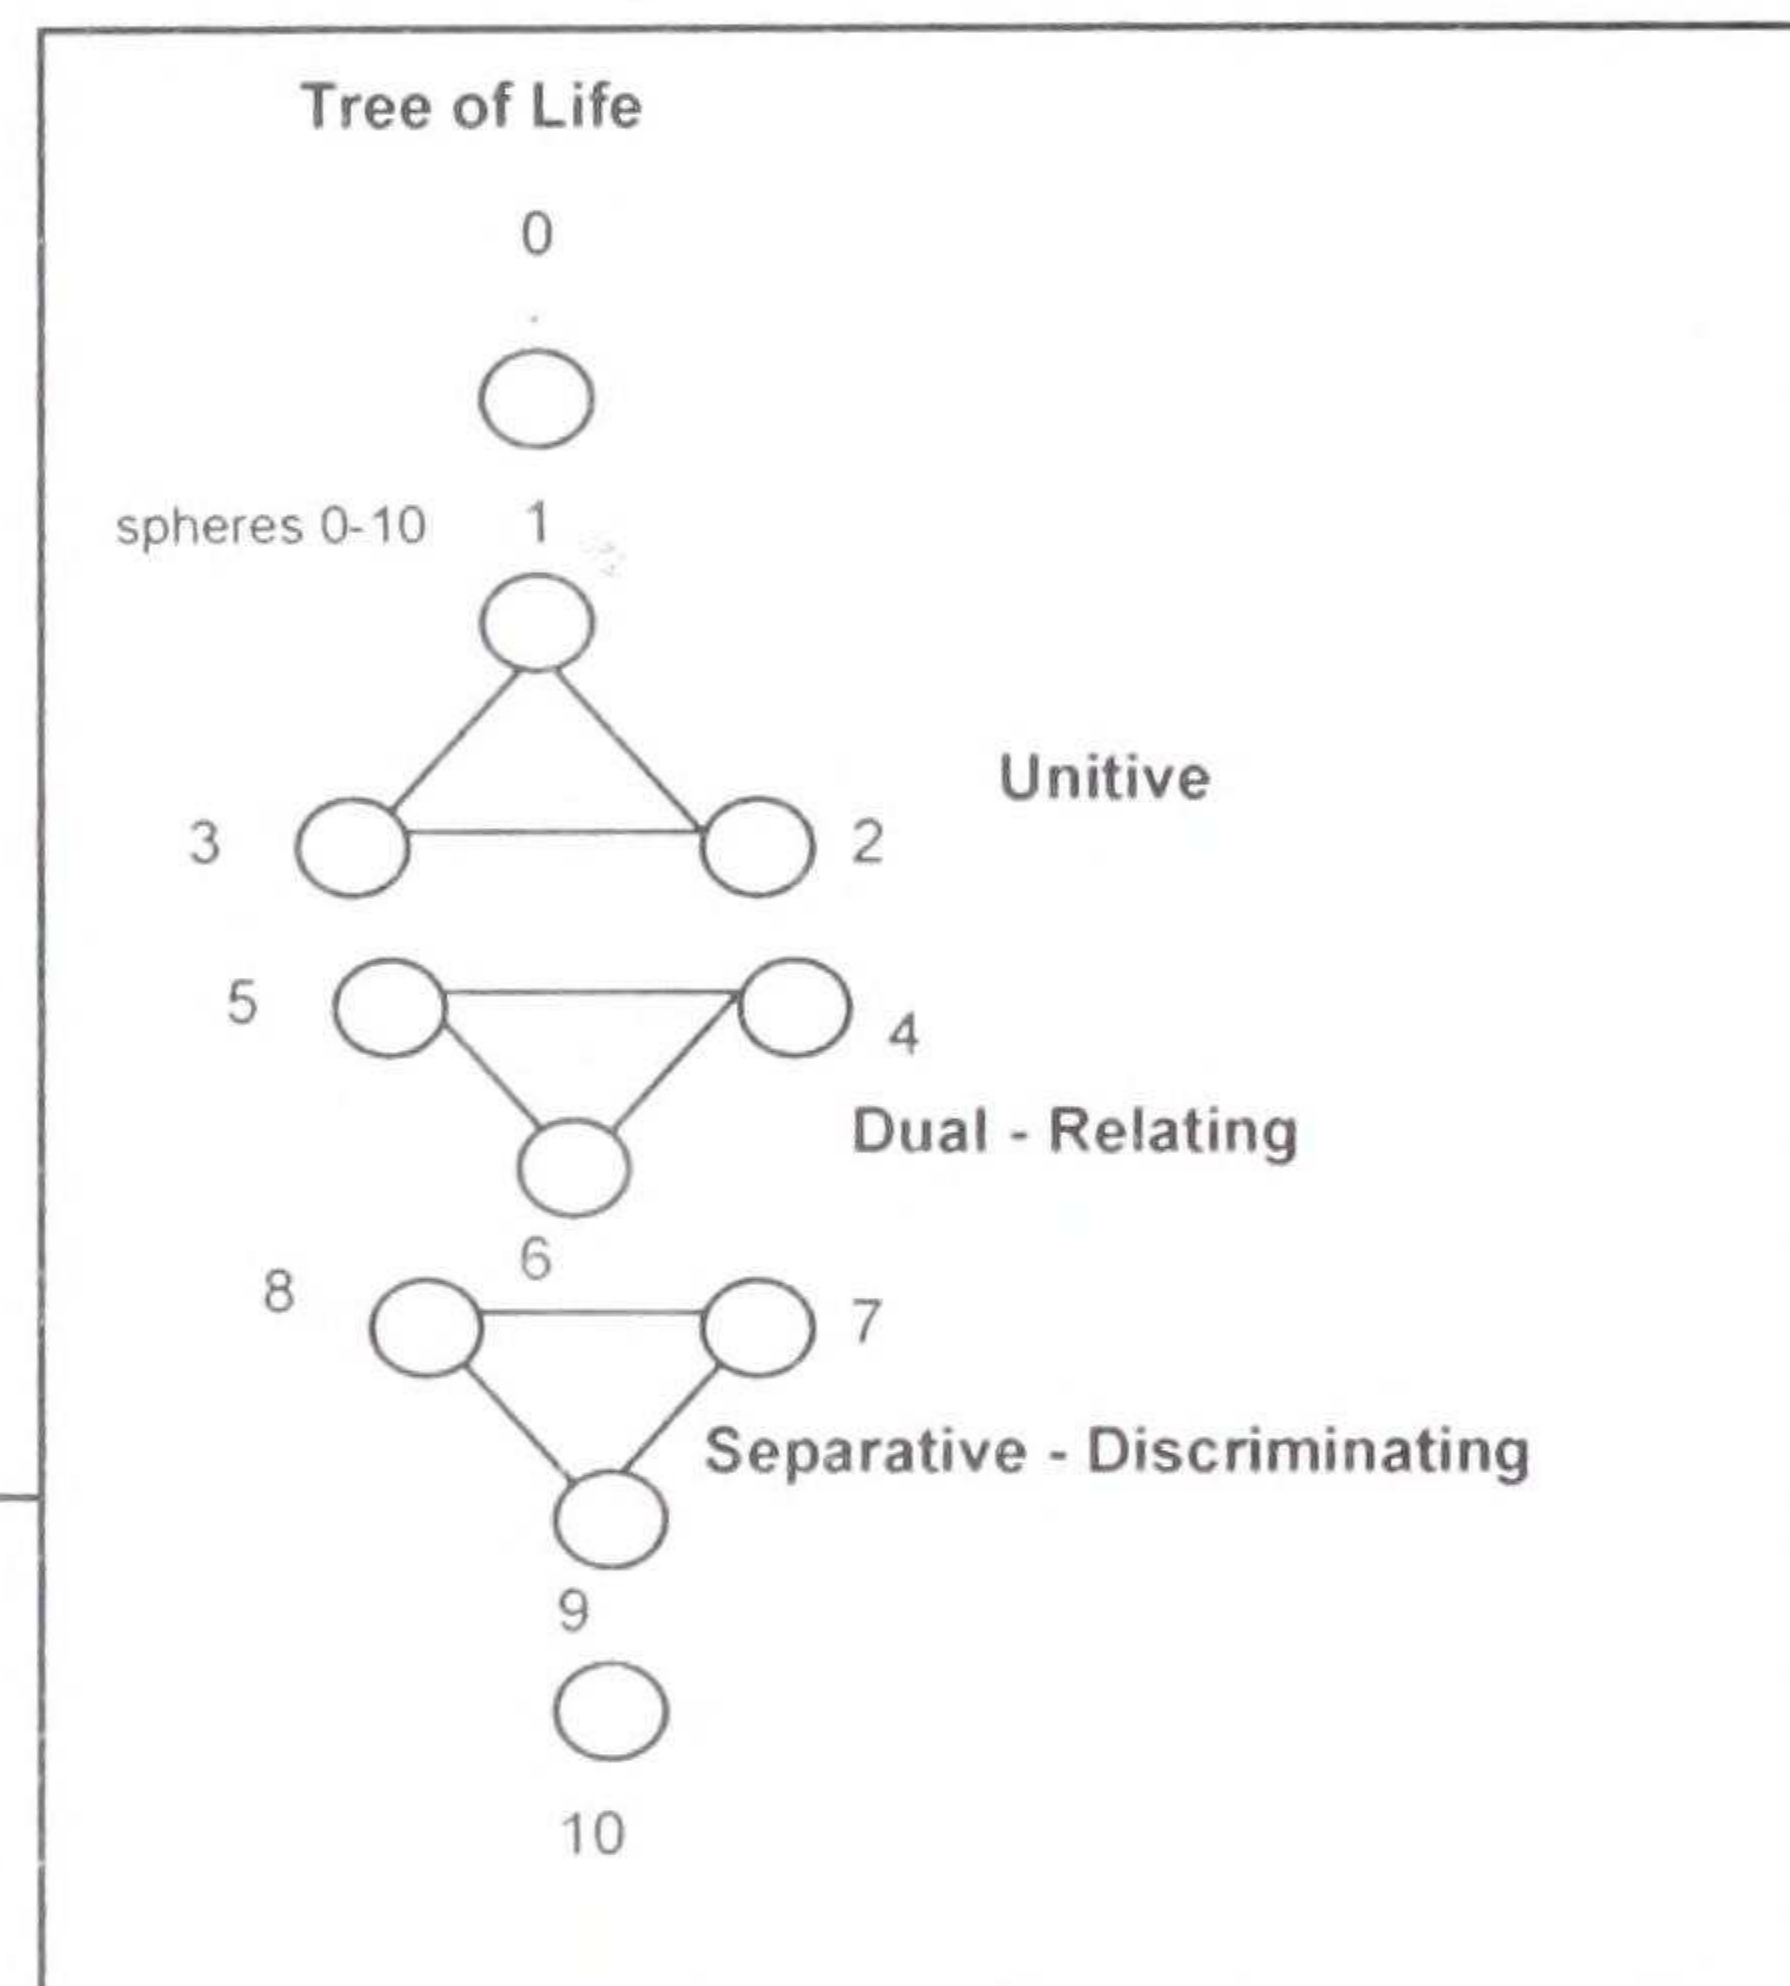 Tree of Life
0
spheres 0-10 1
Unitive
3 2
5 4
Dual - Relating
6
8 7
Separative - Discriminating
9
10